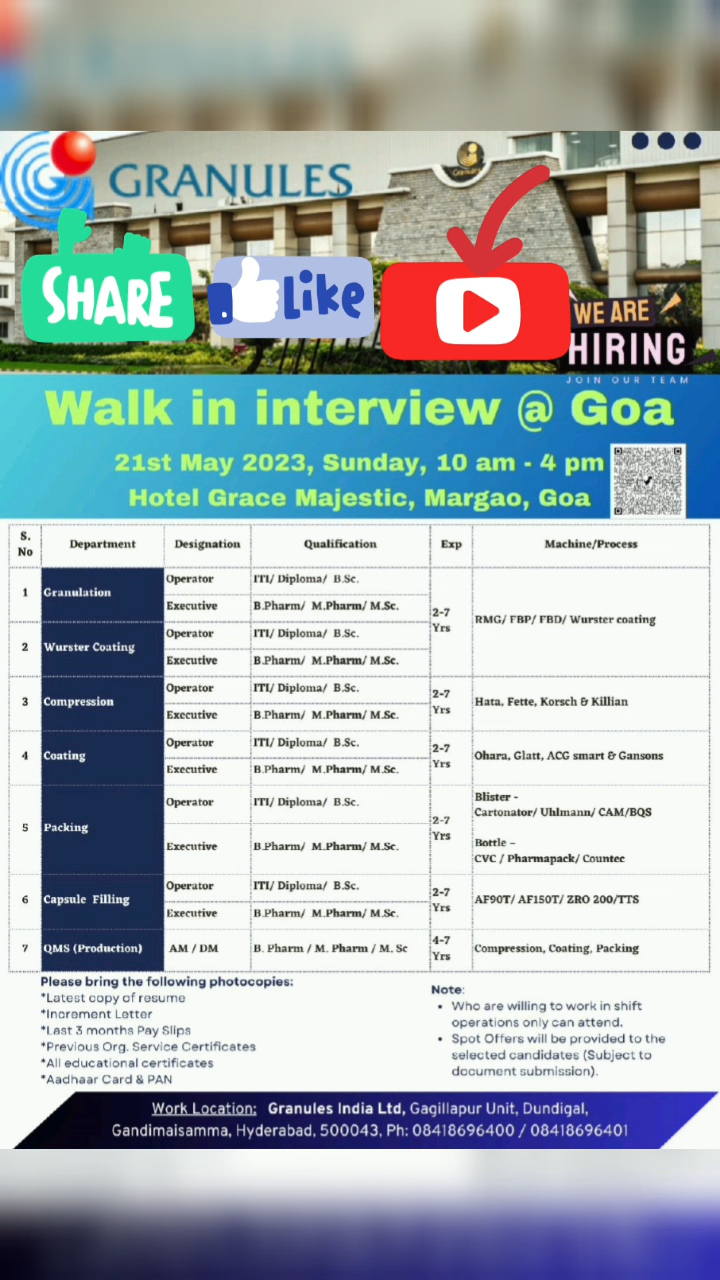 GRANULES
Granules
SHARE
Like
WE ARE
HIRING
JOIN OUR TEAM
Walk in interview @ Goa
21st May 2023, Sunday, 10 am - 4 pm
Hotel Grace Majestic, Margao, Goa
S. No Department Designation Qualification Exp Machine/Process
1 Granulation Operator ITI/ Diploma/ B.Sc.
Executive B.Pharm/ M.Pharm/ M.Sc.
2-7 Yrs RMG/ FBP/ FBD/ Wurster coating
2 Wurster Coating Operator ITI/ Diploma/ B.Sc.
Executive B.Pharm/ M.Pharm/ M.Sc.
3 Compression Operator ITI/ Diploma/ B.Sc.
Executive B.Pharm/ M.Pharm/ M.Sc.
2-7 Yrs Hata, Fette, Korsch & Killian
4 Coating Operator ITI/ Diploma/ B.Sc.
Executive B.Pharm/ M.Pharm/ M.Sc.
2-7 Yrs Ohara, Glatt, ACG smart & Gansons
5 Packing Operator ITI/ Diploma/ B.Sc.
Executive B.Pharm/ M.Pharm/ M.Sc.
2-7 Yrs
Blister -
Cartonator/ Uhlmann/ CAM/BQS
Bottle -
CVC / Pharmapack/ Countec
6 Capsule Filling Operator ITI/ Diploma/ B.Sc.
Executive B.Pharm/ M.Pharm/ M.Sc.
2-7 Yrs AF90T/ AF150T/ ZRO 200/TTS
7 QMS (Production) AM / DM B. Pharm / M. Pharm / M. Sc 4-7 Yrs Compression, Coating, Packing
Please bring the following photocopies:
*Latest copy of resume
*Increment Letter
*Last 3 months Pay Slips
*Previous Org. Service Certificates
*All educational certificates
*Aadhaar Card & PAN
Note:
• Who are willing to work in shift
operations only can attend.
• Spot Offers will be provided to the
selected candidates (Subject to
document submission).
Work Location: Granules India Ltd, Gagillapur Unit, Dundigal,
Gandimaisamma, Hyderabad, 500043, Ph: 08418696400 / 08418696401